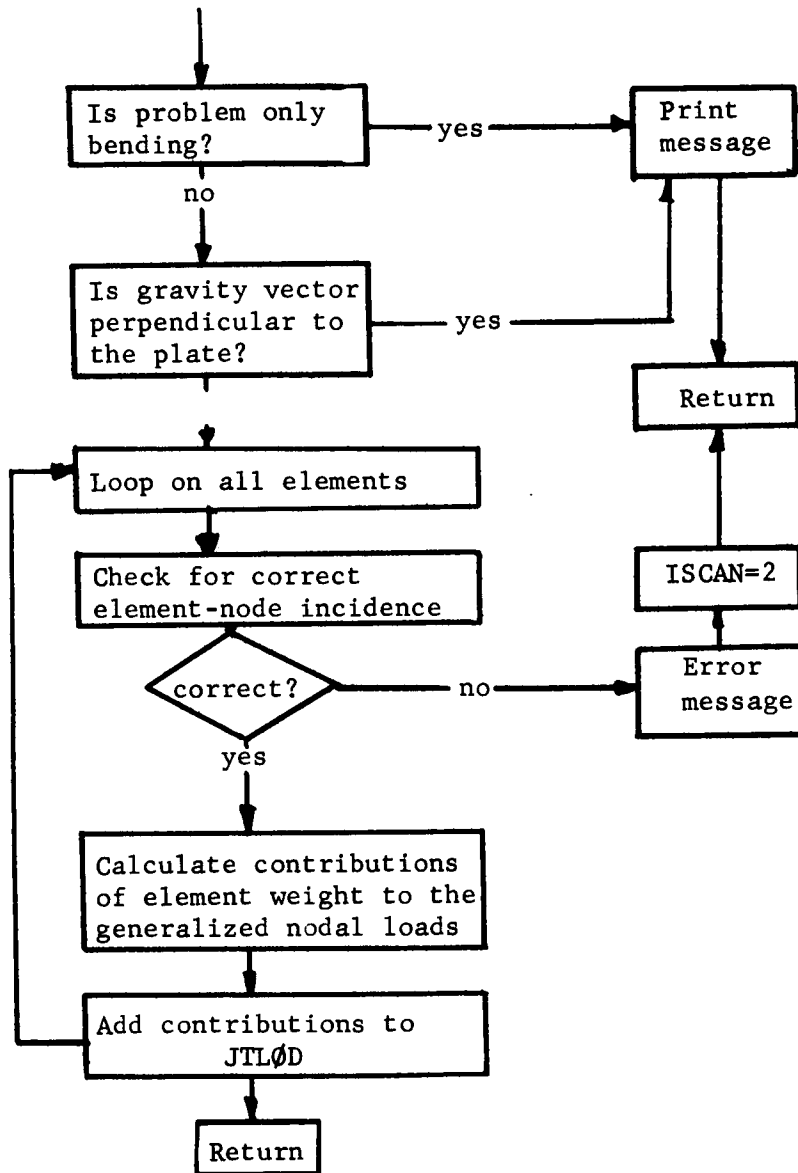 Is problem only
bending?
yes
Print
message
no
Is gravity vector
perpendicular to
the plate?
yes
Return
Loop on all elements
Check for correct
element-node incidence
ISCAN=2
correct?
no
Error
message
yes
Calculate contributions
of element weight to the
generalized nodal loads
Add contributions to
JTLØD
Return